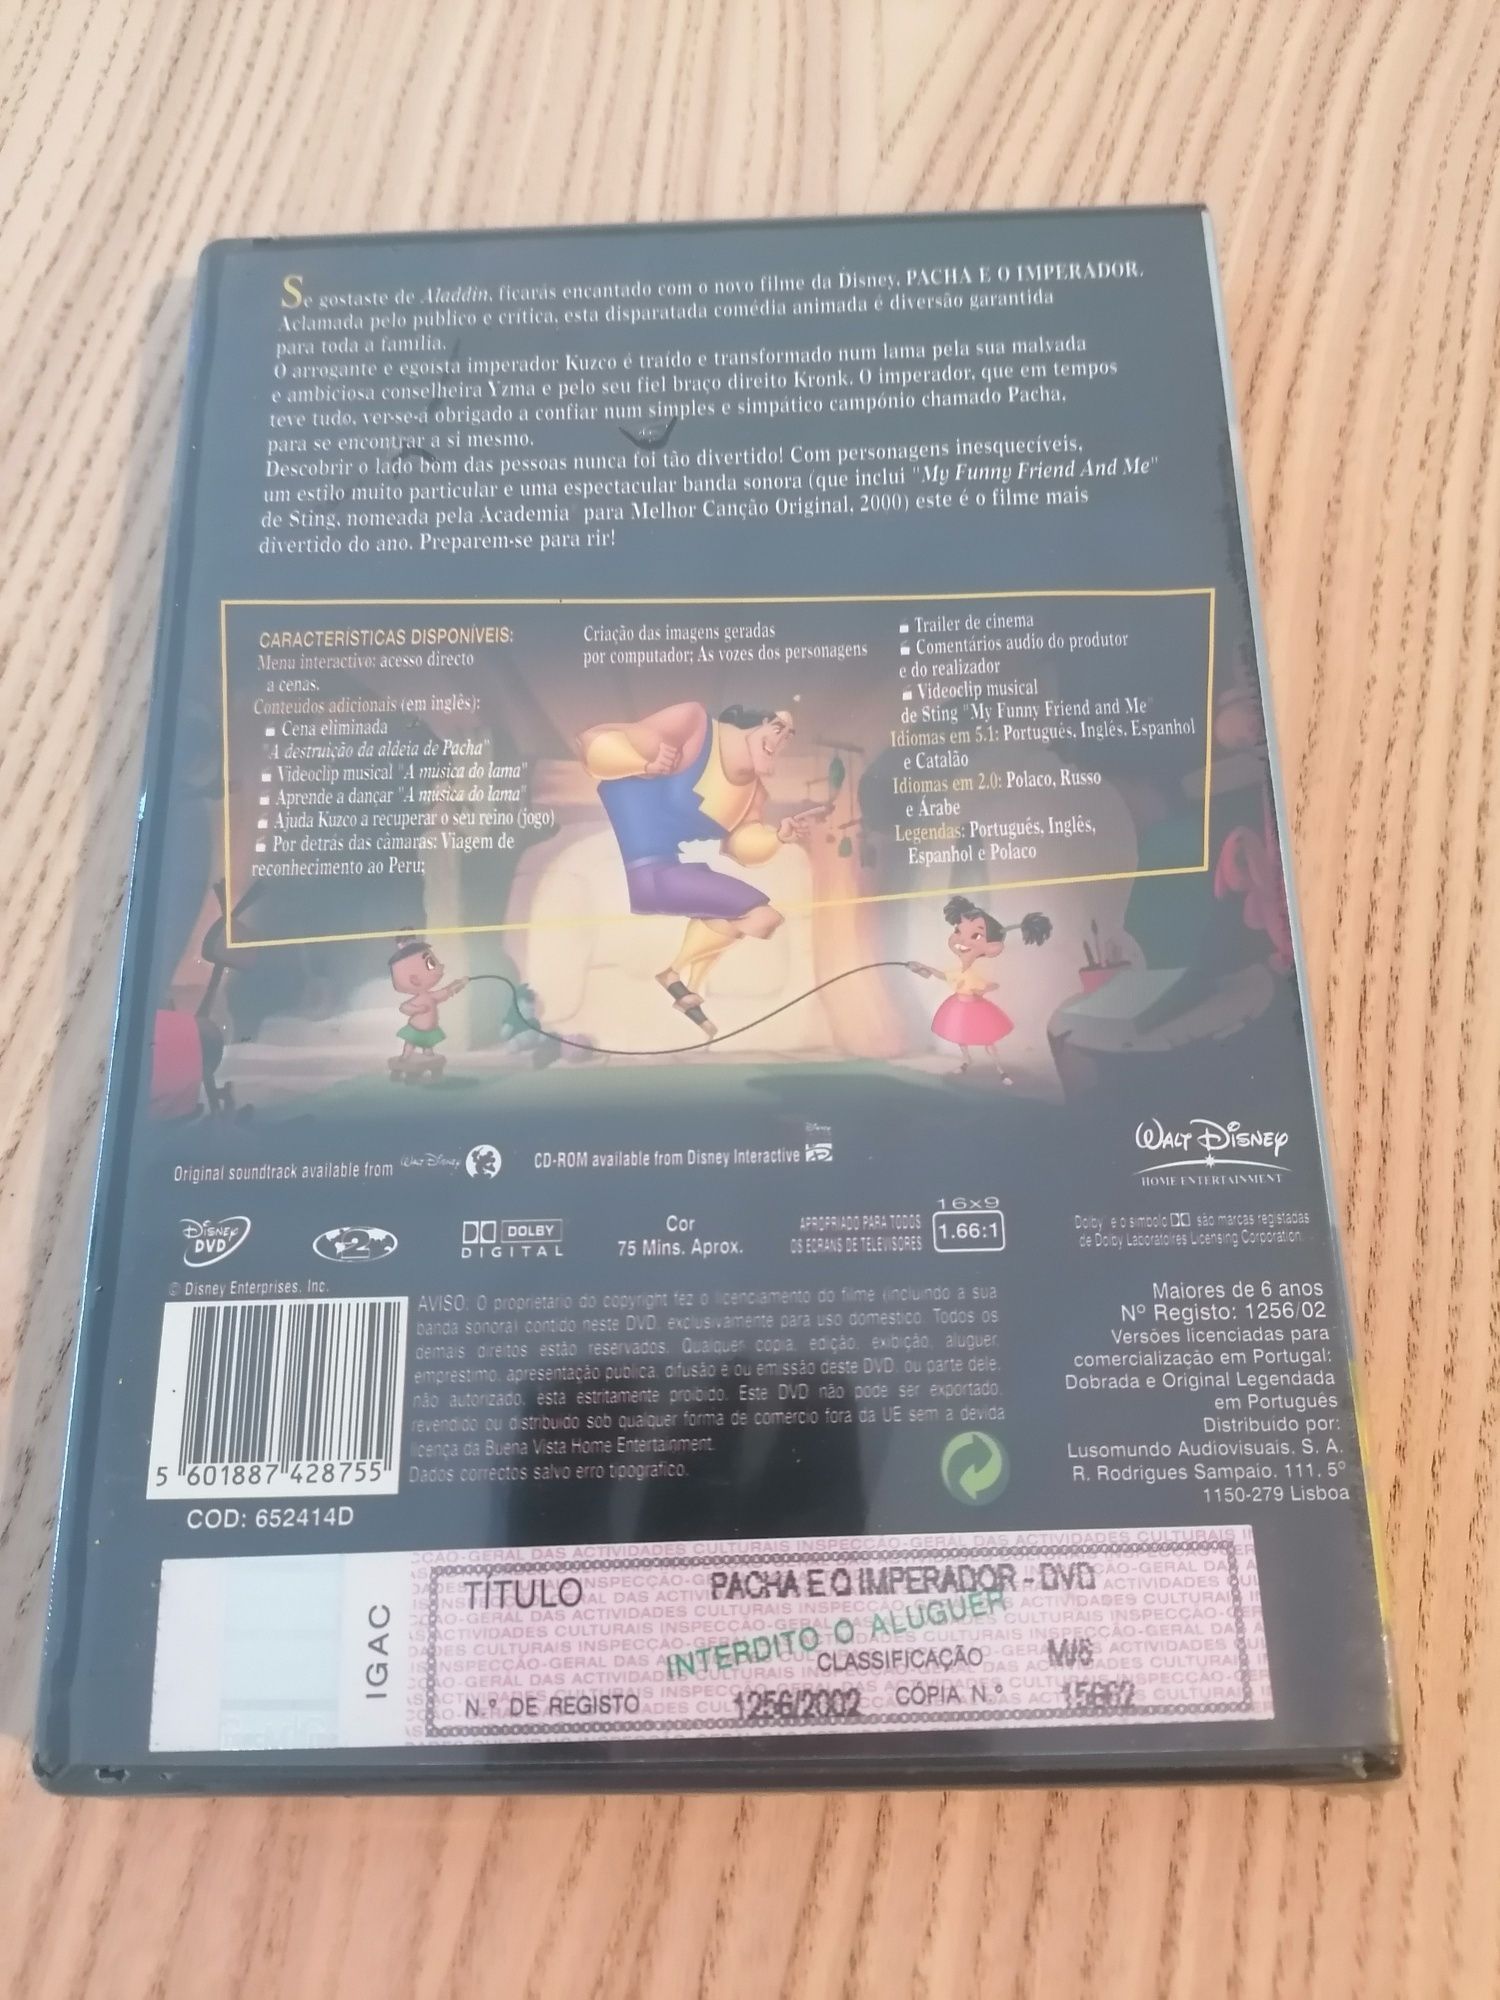 Se gostaste de Aladdin, ficarás encantado com o novo filme da Disney, PACHA E O IMPERADOR.
Aclamada pelo público e crítica, esta disparatada comédia animada é diversão garantida
para toda a família.
O arrogante e egoísta imperador Kuzco é traído e transformado num lama pela sua malvada
e ambiciosa conselheira Yzma e pelo seu fiel braço direito Kronk. O imperador, que em tempos
teve tudo, ver-se-á obrigado a confiar num simples e simpático campónio chamado Pacha,
para se encontrar a si mesmo.
Descobrir o lado bom das pessoas nunca foi tão divertido! Com personagens inesquecíveis,
um estilo muito particular e uma espectacular banda sonora (que inclui "My Funny Friend And Me"
de Sting, nomeada pela Academia para Melhor Canção Original, 2000) este é o filme mais
divertido do ano. Preparem-se para rir!
CARACTERÍSTICAS DISPONÍVEIS:
Menu interactivo: acesso directo
a cenas.
Conteúdos adicionais (em inglês):
Cena eliminada
"A destruição da aldeia de Pacha"
Videoclip musical "A música do lama"
Aprende a dançar "A música do lama"
Ajuda Kuzco a recuperar o seu reino (jogo)
Por detrás das câmaras: Viagem de
reconhecimento ao Peru;
Criação das imagens geradas
por computador; As vozes dos personagens
Trailer de cinema
Comentários audio do produtor
e do realizador
Videoclip musical
de Sting "My Funny Friend and Me"
Idiomas em 5.1: Português, Inglês, Espanhol
e Catalão
Idiomas em 2.0: Polaco, Russo
e Árabe
Legendas: Português, Inglês,
Espanhol e Polaco
Original soundtrack available from Walt Disney
CD-ROM available from Disney Interactive
WALT DISNEY
HOME ENTERTAINMENT
DISNEY DVD
2
DOLBY
DIGITAL
Cor
75 Mins. Aprox.
APROPRIADO PARA TODOS
OS ECRANS DE TELEVISORES
16x9
1.66:1
Dolby e o simbolo são marcas registadas
de Dolby Laboratories Licensing Corporation.
© Disney Enterprises, Inc.
AVISO: O proprietário do copyright fez o licenciamento do filme (incluindo a sua
banda sonora) contido neste DVD, exclusivamente para uso doméstico. Todos os
demais direitos estão reservados. Qualquer cópia, edição, exibição, aluguer,
empréstimo, apresentação pública, difusão e/ou emissão deste DVD, ou parte dele,
não autorizado, está estritamente proibido. Este DVD não pode ser exportado,
revendido ou distribuido sob qualquer forma de comércio fora da UE sem a devida
licença da Buena Vista Home Entertainment.
Dados correctos salvo erro tipográfico.
5 601887 428755
COD: 652414D
Maiores de 6 anos
Nº Registo: 1256/02
Versões licenciadas para
comercialização em Portugal:
Dobrada e Original Legendada
em Português
Distribuido por:
Lusomundo Audiovisuais, S. A.
R. Rodrigues Sampaio, 111, 5º
1150-279 Lisboa
IGAC
TÍTULO PACHA E O IMPERADOR - DVD
INTERDITO O ALUGUER
CLASSIFICAÇÃO M/6
N.º DE REGISTO 1256/2002 CÓPIA N.º
INSPECÇÃO-GERAL DAS ACTIVIDADES CULTURAIS